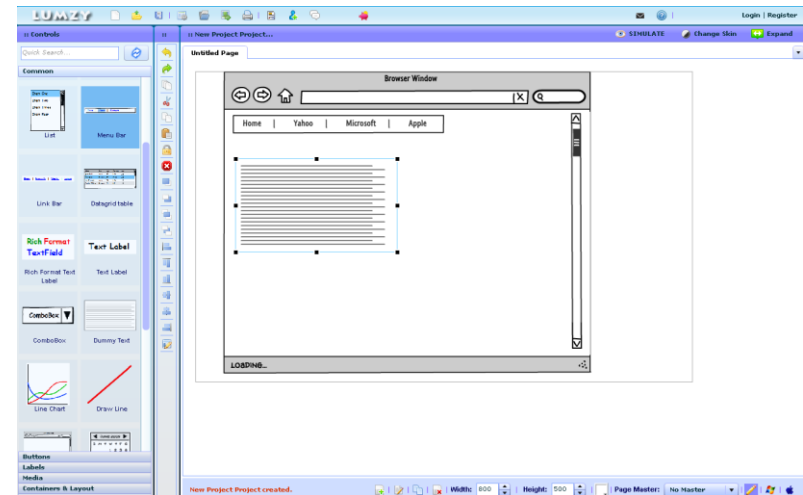 LUMZY
Login | Register
:: Controls
::
:: New Project Project...
SIMULATE
Change Skin
Expand
Quick Search...
Untitled Page
Common
List
Menu Bar
Link Bar
Datagrid table
Rich Format
TextField
Text Label
Rich Format Text
Label
Text Label
ComboBox
ComboBox
Dummy Text
Line Chart
Draw Line
Buttons
Labels
Media
Containers & Layout
Browser Window
X
Home | Yahoo | Microsoft | Apple
LOADING...
New Project Project created.
Width: 800
Height: 500
Page Master: No Master